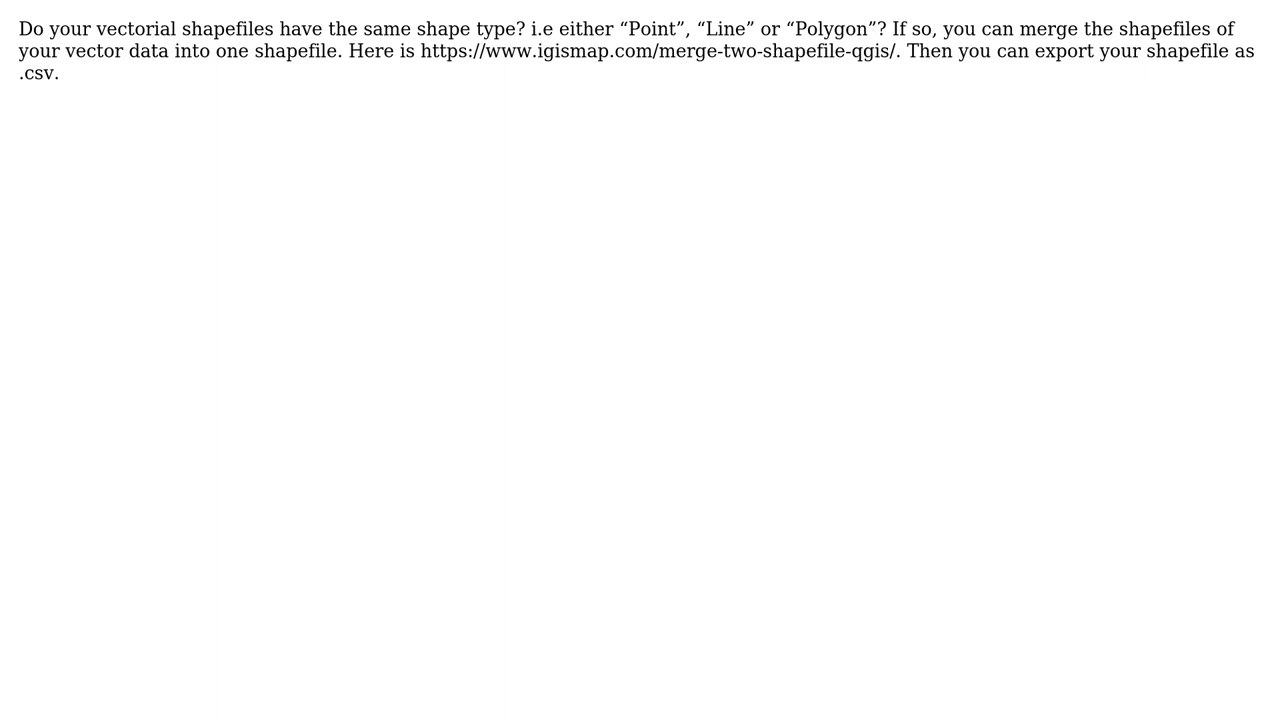 Do your vectorial shapefiles have the same shape type? i.e either “Point”, “Line” or “Polygon”? If so, you can merge the shapefiles of
your vector data into one shapefile. Here is https://www.igismap.com/merge-two-shapefile-qgis/. Then you can export your shapefile as
.csv.